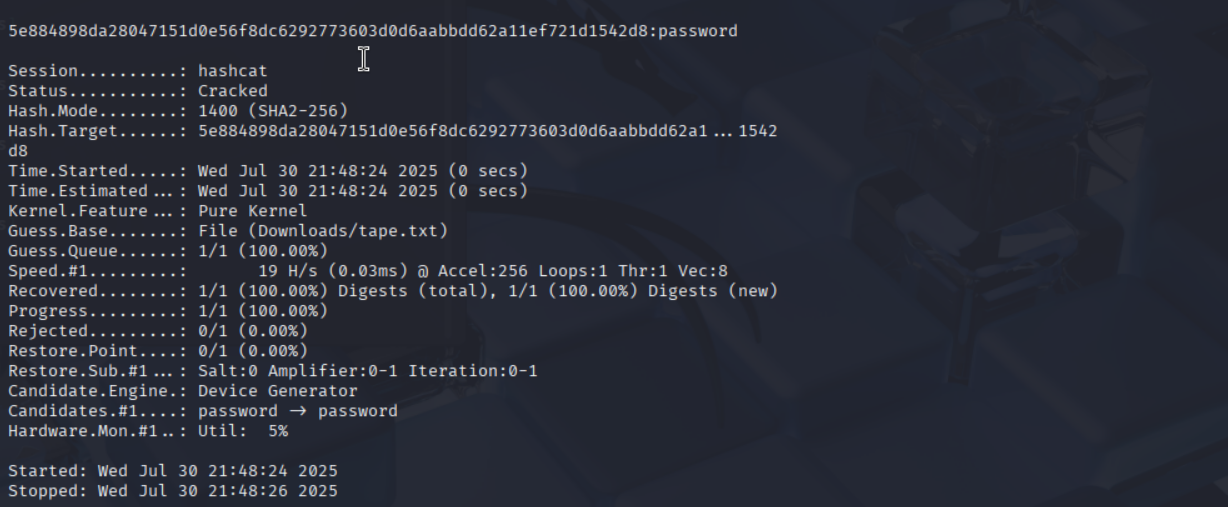 5e884898da28047151d0e56f8dc6292773603d0d6aabbdd62a11ef721d1542d8:password
Session..........: hashcat
Status...........: Cracked
Hash.Mode........: 1400 (SHA2-256)
Hash.Target......: 5e884898da28047151d0e56f8dc6292773603d0d6aabbdd62a1...1542
d8
Time.Started.....: Wed Jul 30 21:48:24 2025 (0 secs)
Time.Estimated...: Wed Jul 30 21:48:24 2025 (0 secs)
Kernel.Feature...: Pure Kernel
Guess.Base.......: File (Downloads/tape.txt)
Guess.Queue......: 1/1 (100.00%)
Speed.#1.........:       19 H/s (0.03ms) @ Accel:256 Loops:1 Thr:1 Vec:8
Recovered........: 1/1 (100.00%) Digests (total), 1/1 (100.00%) Digests (new)
Progress.........: 1/1 (100.00%)
Rejected.........: 0/1 (0.00%)
Restore.Point....: 0/1 (0.00%)
Restore.Sub.#1...: Salt:0 Amplifier:0-1 Iteration:0-1
Candidate.Engine.: Device Generator
Candidates.#1....: password → password
Hardware.Mon.#1..: Util:  5%
Started: Wed Jul 30 21:48:24 2025
Stopped: Wed Jul 30 21:48:26 2025